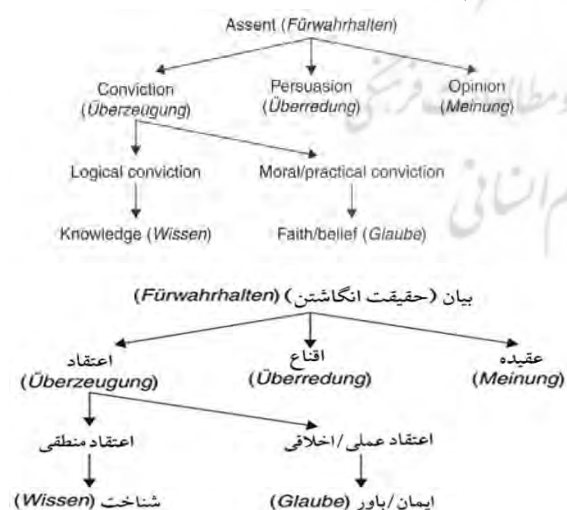 Assent (Fürwahrhalten)
Conviction Persuasion Opinion
(Überzeugung) (Überredung) (Meinung)
Logical conviction Moral/practical conviction
Knowledge (Wissen) Faith/belief (Glaube)
بیان (حقیقت انگاشتن) (Fürwahrhalten)
اعتقاد اقناع عقیده
(Überzeugung) (Überredung) (Meinung)
اعتقاد منطقی اعتقاد عملی/اخلاقی
شناخت (Wissen) ایمان/باور (Glaube)